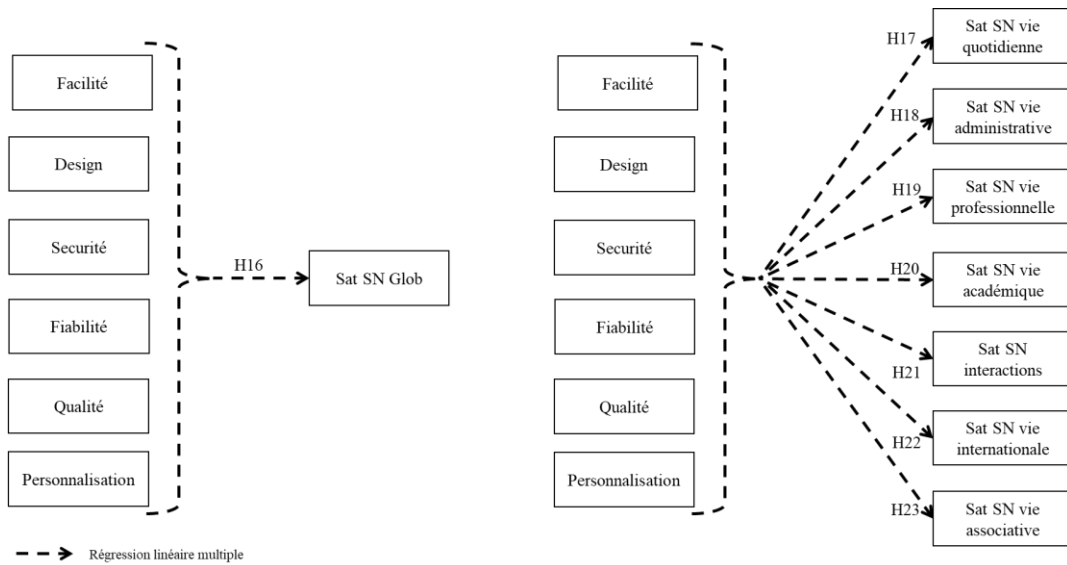 Facilité
Design
Securité
Fiabilité
Qualité
Personnalisation
H16
Sat SN Glob
Facilité
Design
Securité
Fiabilité
Qualité
Personnalisation
H17
Sat SN vie
quotidienne
H18
Sat SN vie
administrative
H19
Sat SN vie
professionnelle
H20
Sat SN vie
académique
H21
Sat SN
interactions
H22
Sat SN vie
internationale
H23
Sat SN vie
associative
Régression linéaire multiple